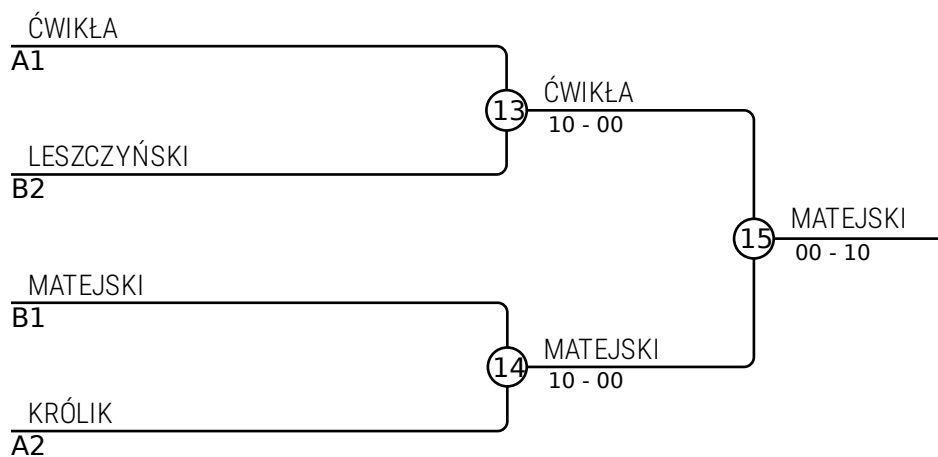 ĆWIKŁA
A1
13
ĆWIKŁA
10 - 00
LESZCZYŃSKI
B2
15
MATEJSKI
00 - 10
MATEJSKI
B1
14
MATEJSKI
10 - 00
KRÓLIK
A2